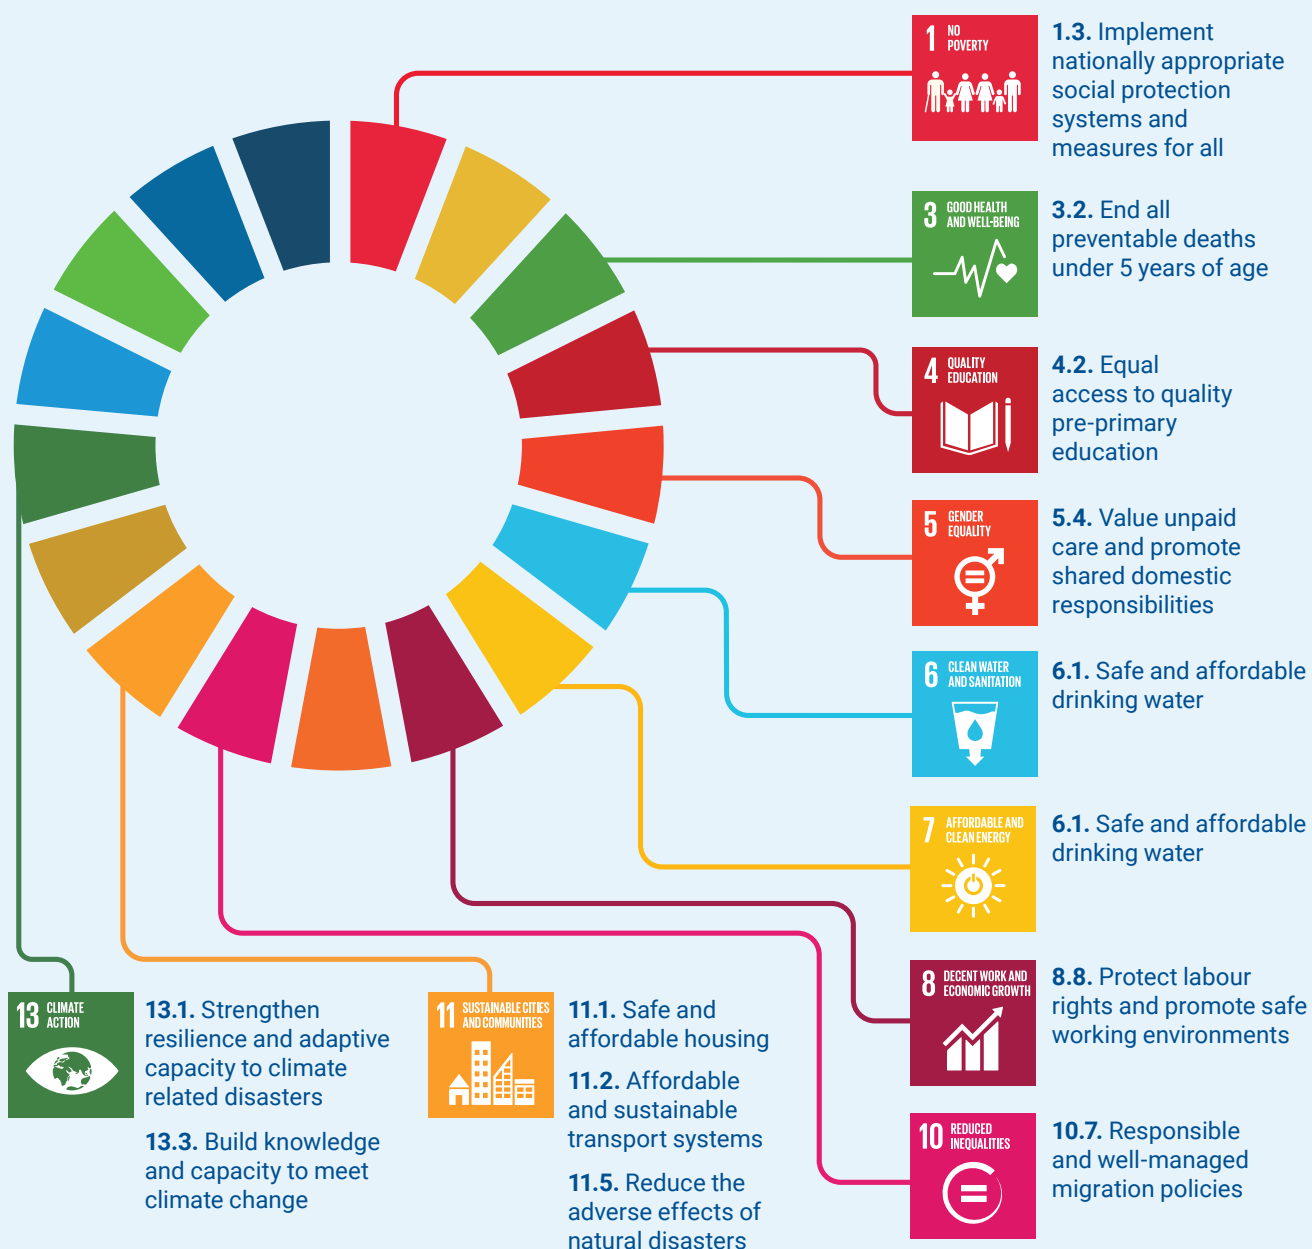 1 NO
POVERTY
1.3. Implement
nationally appropriate
social protection
systems and
measures for all
3 GOOD HEALTH
AND WELL-BEING
3.2. End all
preventable deaths
under 5 years of age
4 QUALITY
EDUCATION
4.2. Equal
access to quality
pre-primary
education
5 GENDER
EQUALITY
5.4. Value unpaid
care and promote
shared domestic
responsibilities
6 CLEAN WATER
AND SANITATION
6.1. Safe and affordable
drinking water
7 AFFORDABLE AND
CLEAN ENERGY
6.1. Safe and affordable
drinking water
8 DECENT WORK AND
ECONOMIC GROWTH
8.8. Protect labour
rights and promote safe
working environments
10 REDUCED
INEQUALITIES
10.7. Responsible
and well-managed
migration policies
11 SUSTAINABLE CITIES
AND COMMUNITIES
11.1. Safe and
affordable housing
11.2. Affordable
and sustainable
transport systems
11.5. Reduce the
adverse effects of
natural disasters
13 CLIMATE
ACTION
13.1. Strengthen
resilience and adaptive
capacity to climate
related disasters
13.3. Build knowledge
and capacity to meet
climate change